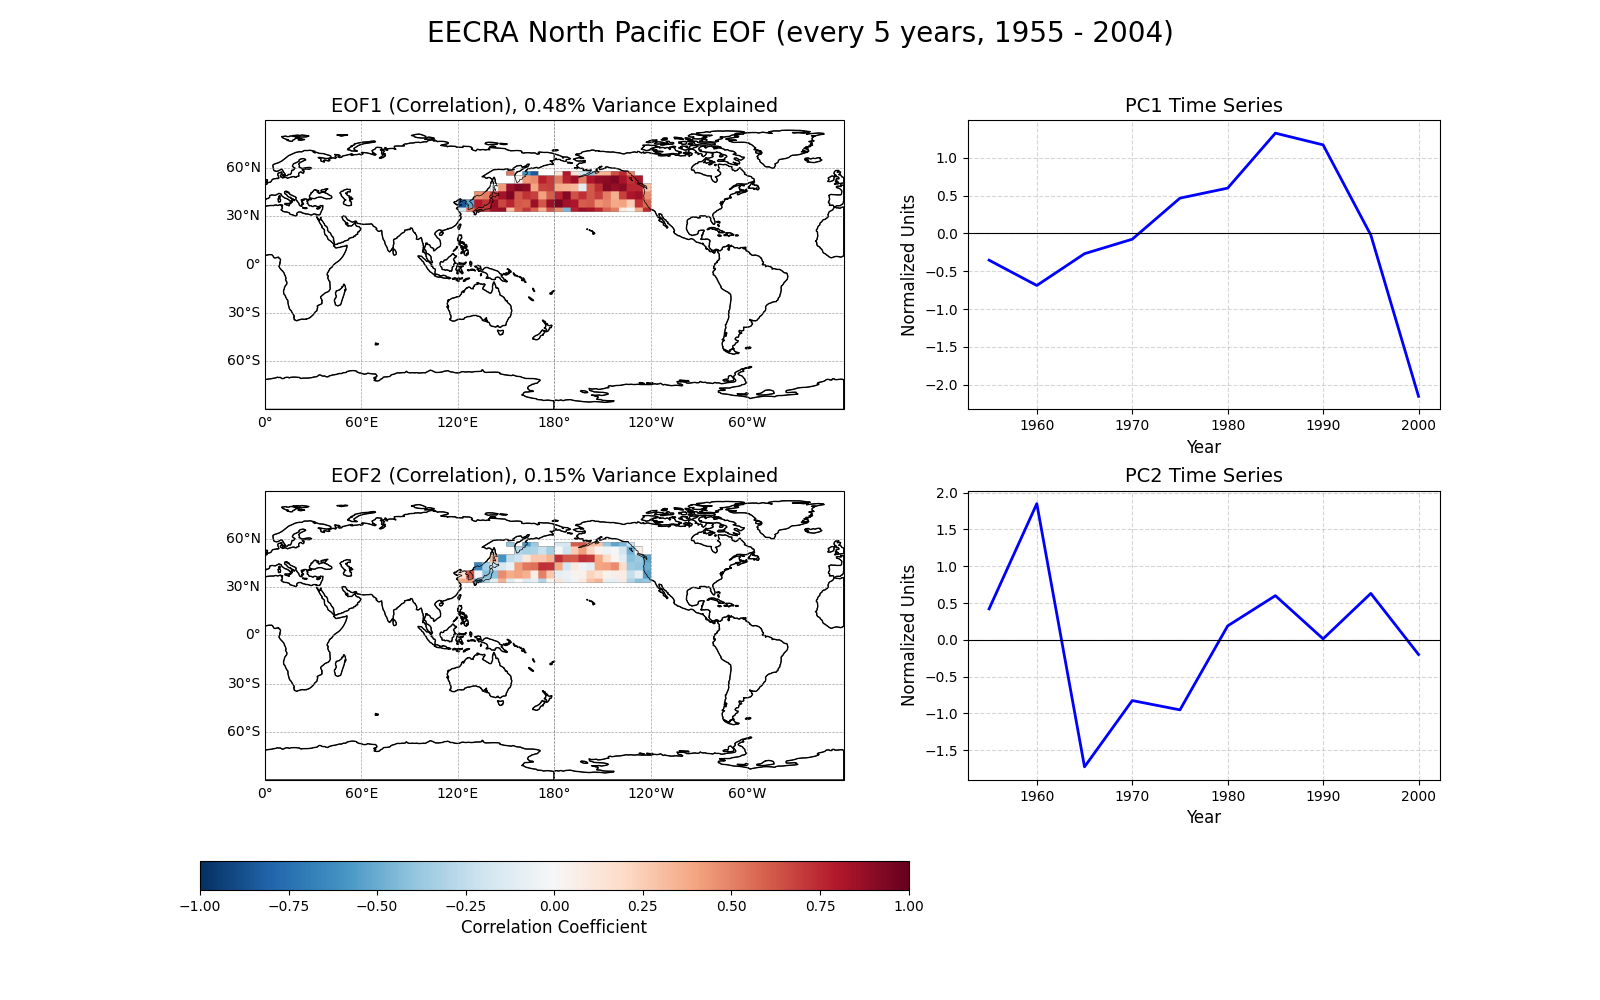 EECRA North Pacific EOF (every 5 years, 1955 - 2004)
EOF1 (Correlation), 0.48% Variance Explained
60°N
30°N
0°
30°S
60°S
0° 60°E 120°E 180° 120°W 60°W
PC1 Time Series
Normalized Units
1.0
0.5
0.0
−0.5
−1.0
−1.5
−2.0
1960 1970 1980 1990 2000
Year
EOF2 (Correlation), 0.15% Variance Explained
60°N
30°N
0°
30°S
60°S
0° 60°E 120°E 180° 120°W 60°W
PC2 Time Series
Normalized Units
2.0
1.5
1.0
0.5
0.0
−0.5
−1.0
−1.5
1960 1970 1980 1990 2000
Year
−1.00 −0.75 −0.50 −0.25 0.00 0.25 0.50 0.75 1.00
Correlation Coefficient